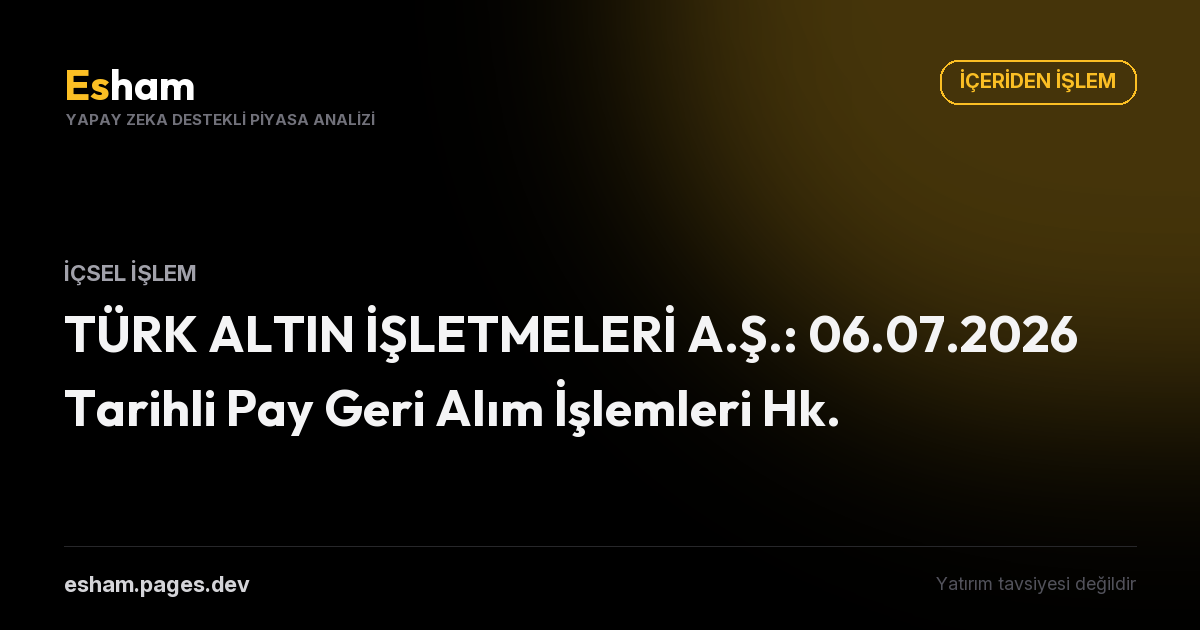 Esham
İÇERİDEN İŞLEM
YAPAY ZEKA DESTEKLİ PİYASA ANALİZİ
İÇSEL İŞLEM
TÜRK ALTIN İŞLETMELERİ A.Ş.: 06.07.2026
Tarihli Pay Geri Alım İşlemleri Hk.
esham.pages.dev
Yatırım tavsiyesi değildir